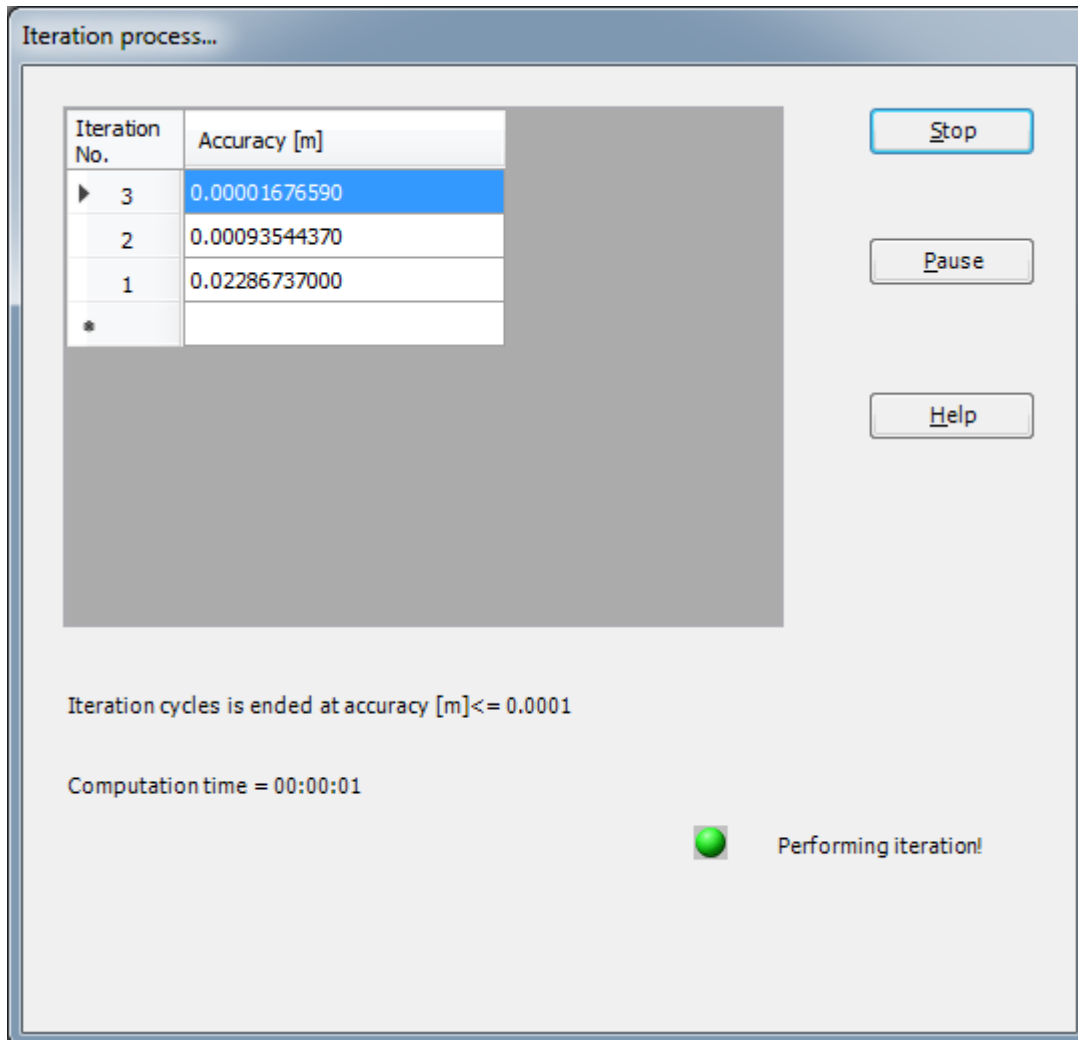 Iteration process...
Iteration
No.
Accuracy [m]
Stop
3 0.00001676590
2 0.00093544370
Pause
1 0.02286737000
*
Help
Iteration cycles is ended at accuracy [m]<= 0.0001
Computation time = 00:00:01
Performing iteration!